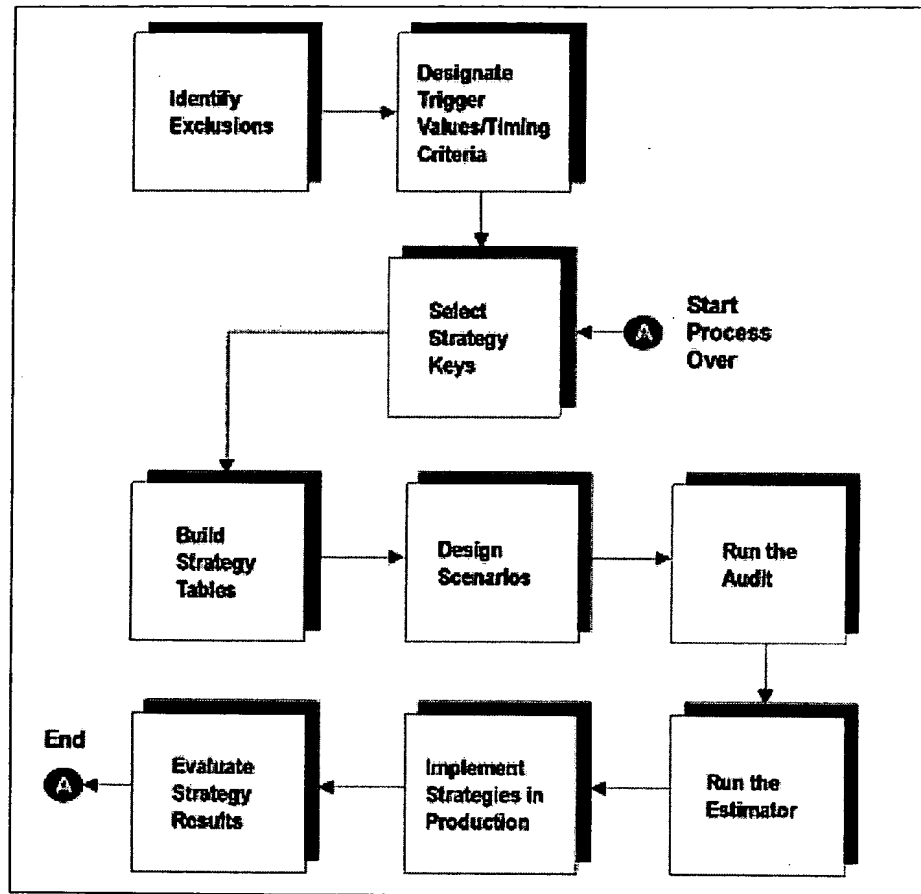 Identify
Exclusions
Designate
Trigger
Values/Timing
Criteria
Select
Strategy
Keys
A
Start
Process
Over
Build
Strategy
Tables
Design
Scenarios
Run the
Audit
End
A
Evaluate
Strategy
Results
Implement
Strategies in
Production
Run the
Estimator